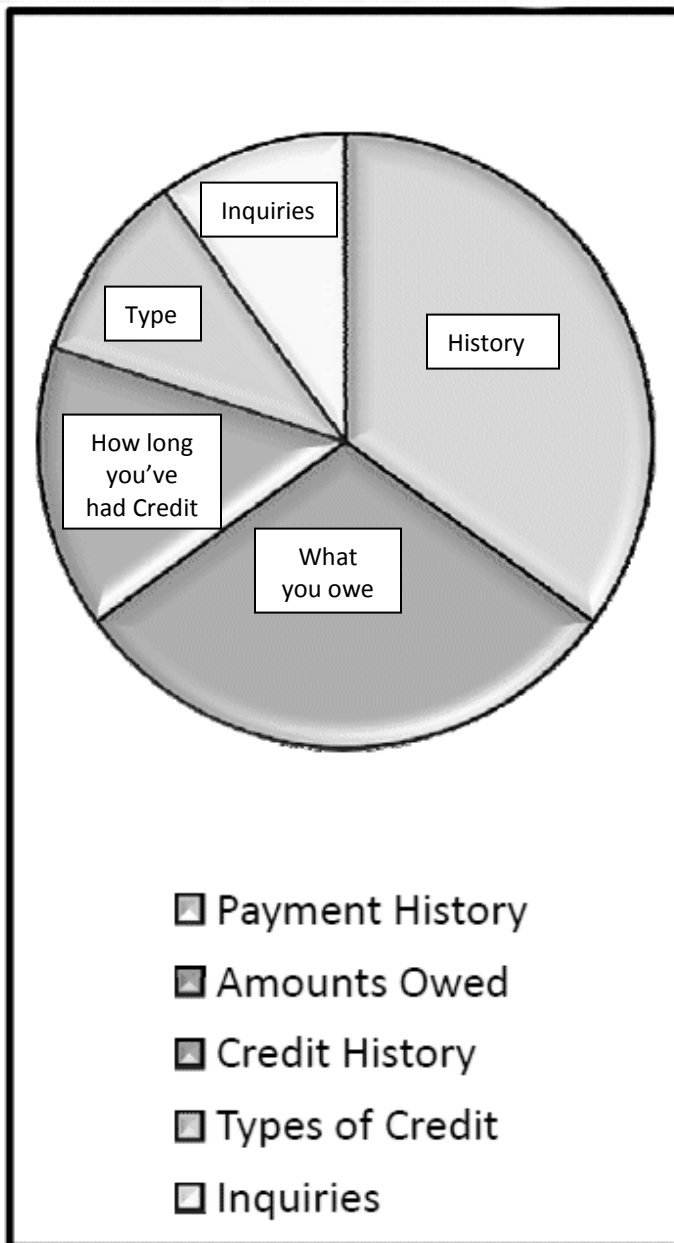 Inquiries
Type
History
How long
you’ve
had Credit
What
you owe
Payment History
Amounts Owed
Credit History
Types of Credit
Inquiries